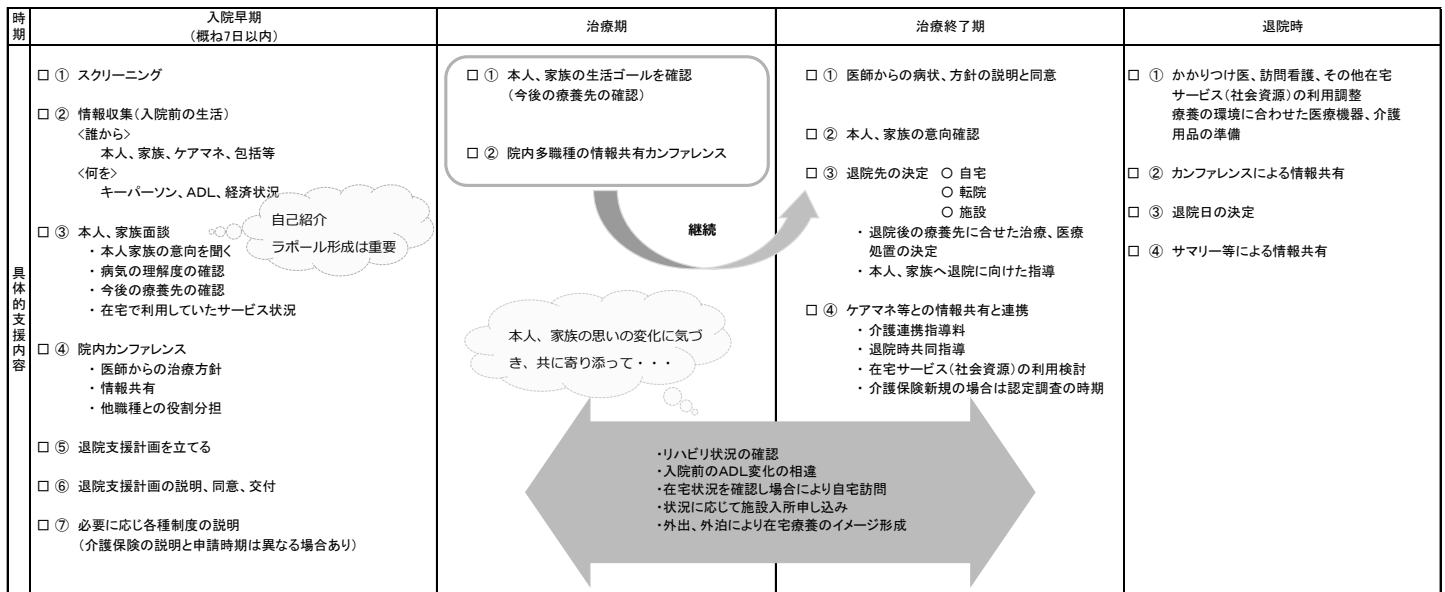 時期
入院早期
(概ね7日以内)
治療期
治療終了期
退院時
具体的支援内容
□ ① スクリーニング
□ ② 情報収集(入院前の生活)
<誰から>
本人、家族、ケアマネ、包括等
<何を>
キーパーソン、ADL、経済状況
自己紹介
ラポール形成は重要
□ ③ 本人、家族面談
・ 本人家族の意向を聞く
・ 病気の理解度の確認
・ 今後の療養先の確認
・ 在宅で利用していたサービス状況
□ ④ 院内カンファレンス
・ 医師からの治療方針
・ 情報共有
・ 他職種との役割分担
□ ⑤ 退院支援計画を立てる
□ ⑥ 退院支援計画の説明、同意、交付
□ ⑦ 必要に応じ各種制度の説明
(介護保険の説明と申請時期は異なる場合あり)
□ ① 本人、家族の生活ゴールを確認
(今後の療養先の確認)
□ ② 院内多職種の情報共有カンファレンス
継続
本人、家族の思いの変化に気づ
き、共に寄り添って・・・
・リハビリ状況の確認
・入院前のADL変化の相違
・在宅状況を確認し場合により自宅訪問
・状況に応じて施設入所申し込み
・外出、外泊により在宅療養のイメージ形成
□ ① 医師からの病状、方針の説明と同意
□ ② 本人、家族の意向確認
□ ③ 退院先の決定 ○ 自宅
○ 転院
○ 施設
・ 退院後の療養先に合せた治療、医療
処置の決定
・ 本人、家族へ退院に向けた指導
□ ④ ケアマネ等との情報共有と連携
・ 介護連携指導料
・ 退院時共同指導
・ 在宅サービス(社会資源)の利用検討
・ 介護保険新規の場合は認定調査の時期
□ ① かかりつけ医、訪問看護、その他在宅
サービス(社会資源)の利用調整
療養の環境に合わせた医療機器、介護
用品の準備
□ ② カンファレンスによる情報共有
□ ③ 退院日の決定
□ ④ サマリー等による情報共有